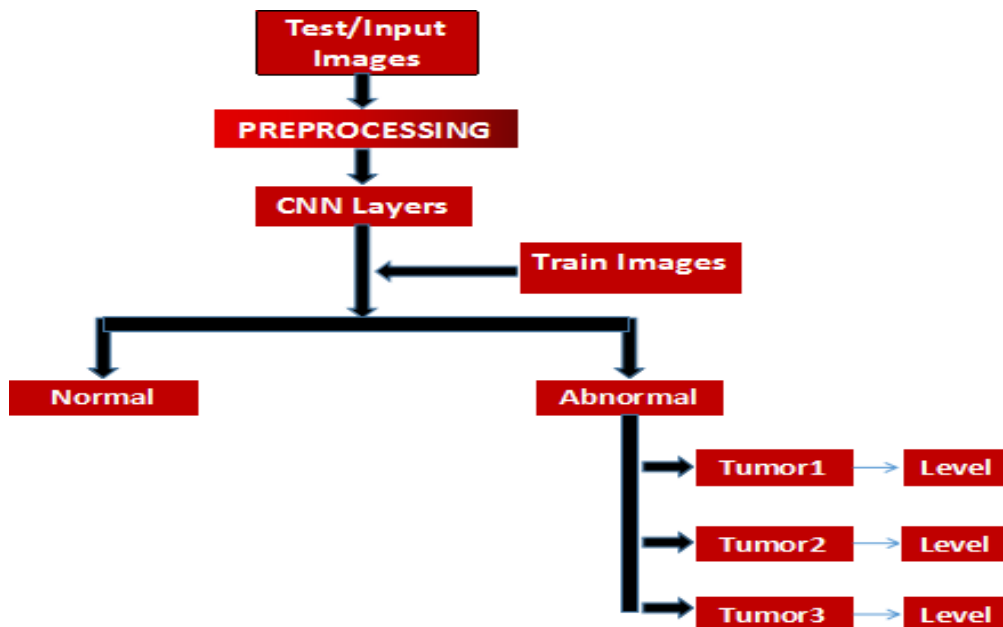 Test/Input
Images
PREPROCESSING
CNN Layers
Train Images
Normal
Abnormal
Tumor1
Level
Tumor2
Level
Tumor3
Level